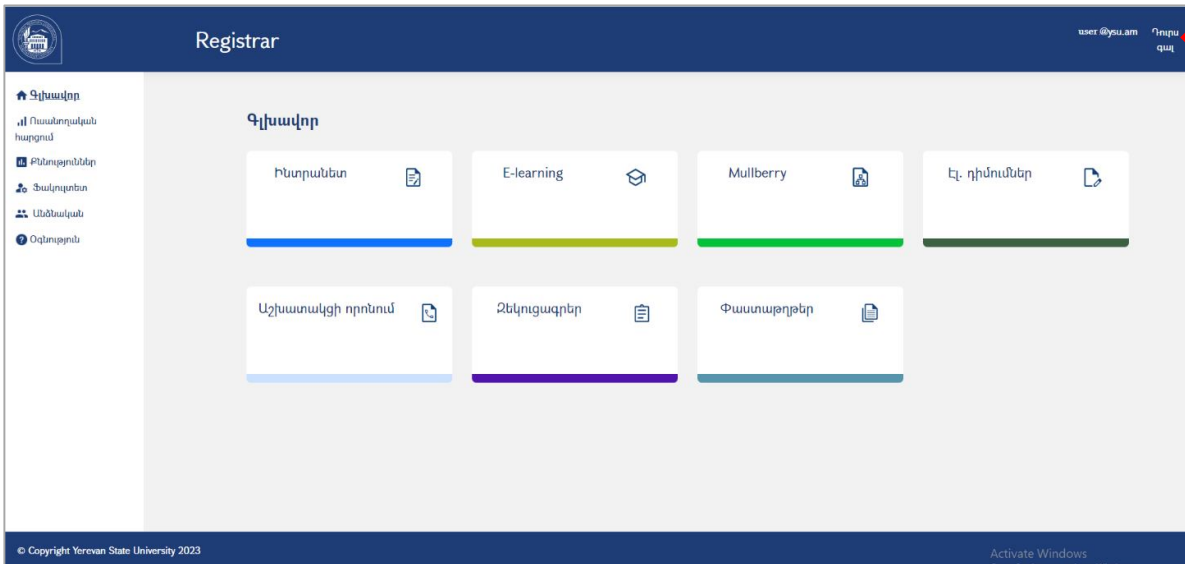 Registrar
user @ysu.am
Դուրս
գալ
Գլխավոր
Ուսանողական
հարցում
Քննություններ
Ֆակուլտետ
Անձնական
Օգնություն
Գլխավոր
Ինտրանետ
E-learning
Mullberry
Էլ. դիմումներ
Աշխատակցի որոնում
Զեկուցագրեր
Փաստաթղթեր
© Copyright Yerevan State University 2023
Activate Windows